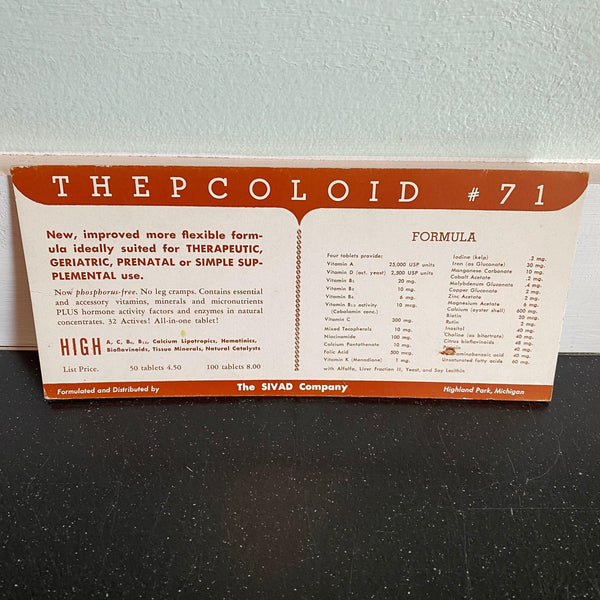 THEPCOLOID #71
New, improved more flexible form-
ula ideally suited for THERAPEUTIC,
GERIATRIC, PRENATAL or SIMPLE SUP-
PLEMENTAL use.
Now phosphorus-free. No leg cramps. Contains essential
and accessory vitamins, minerals and micronutrients
PLUS hormone activity factors and enzymes in natural
concentrates. 32 Actives! All-in-one tablet!
HIGH A, C, B₆, B₁₂, Calcium Lipotropics, Hematinics,
Bioflavinoids, Tissue Minerals, Natural Catalysts
List Price. 50 tablets 4.50 100 tablets 8.00
FORMULA
Four tablets provide:
Vitamin A 25,000 USP units
Vitamin D (act. yeast) 2,500 USP units
Vitamin B₁ 20 mg.
Vitamin B₂ 10 mg.
Vitamin B₆ 6 mg.
Vitamin B₁₂ activity 10 mcg.
(Cobalamin conc.)
Vitamin C 300 mg.
Mixed Tocopherols 10 mg.
Niacinamide 100 mg.
Calcium Pantothenate 10 mg.
Folic Acid 300 mcg.
Vitamin K (Menadione) 1 mg.
with Alfalfa, Liver Fraction II, Yeast, and Soy Lecithin
Iodine (kelp) .2 mg.
Iron (as Gluconate) 30 mg.
Manganese Carbonate 10 mg.
Cobalt Acetate .2 mg.
Molybdenum Gluconate .4 mg.
Copper Gluconate 2 mg.
Zinc Acetate 2 mg.
Magnesium Acetate 6 mg.
Calcium (oyster shell) 600 mg.
Biotin 20 mcg.
Rutin 2 mg.
Inositol 40 mg.
Choline (as bitartrate) 40 mg.
Citrus bioflavinoids 48 mg.
40 mg.
aminobenzoic acid 40 mg.
Unsaturated fatty acids 60 mg.
Formulated and Distributed by The SIVAD Company Highland Park, Michigan